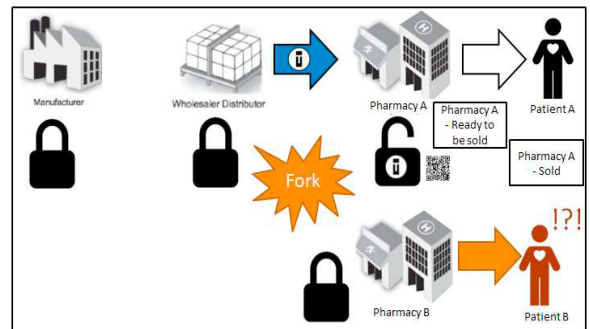 Manufacturer
Wholesaler Distributor
Pharmacy A
Patient A
Pharmacy A
- Ready to
be sold
Pharmacy A
- Sold
Fork
!?!
Pharmacy B
Patient B